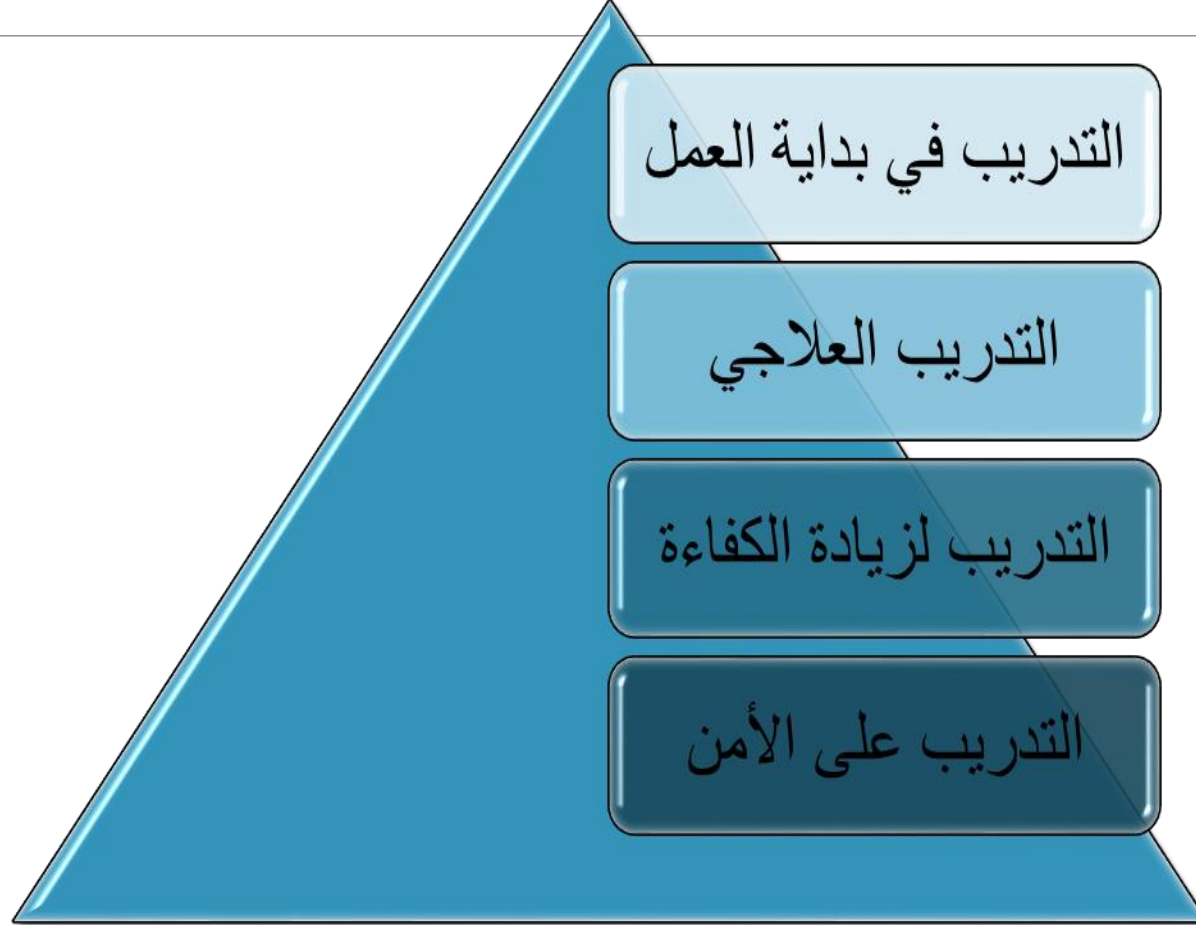 التدريب في بداية العمل
التدريب العلاجي
التدريب لزيادة الكفاءة
التدريب على الأمن